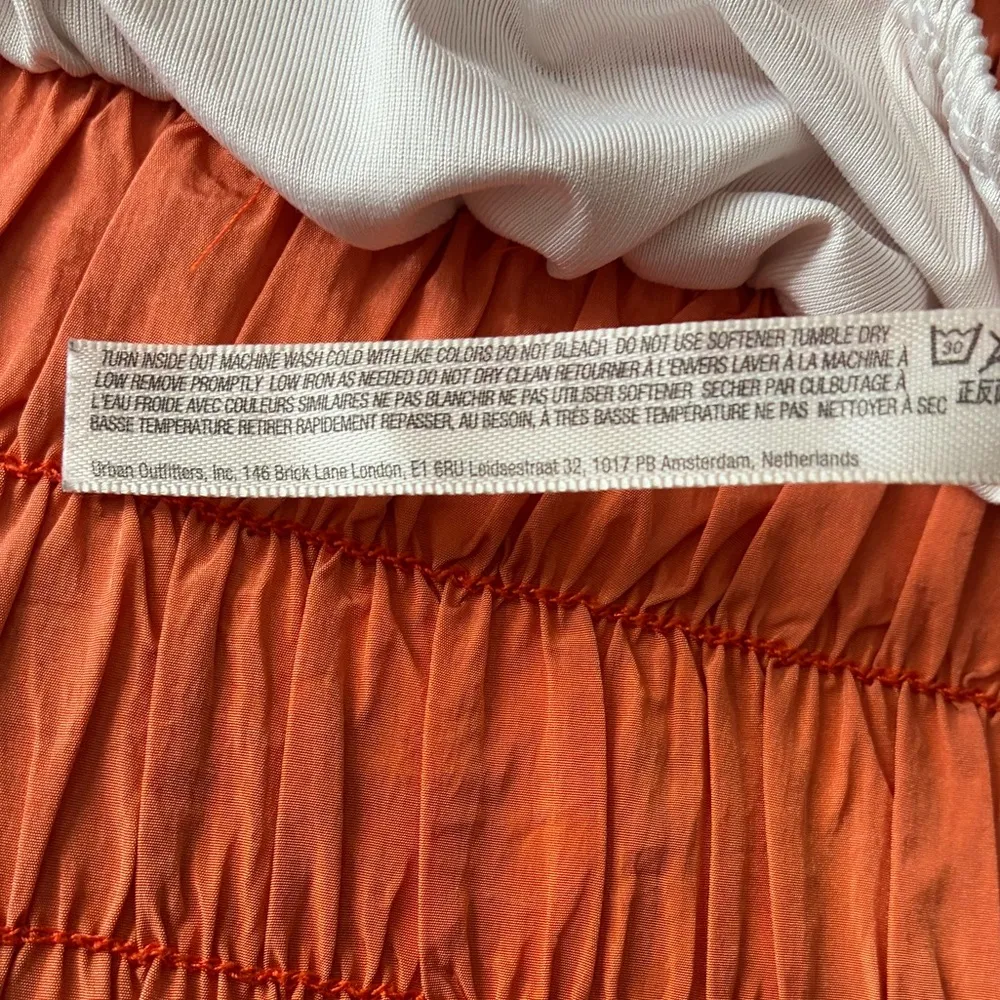 TURN INSIDE OUT MACHINE WASH COLD WITH LIKE COLORS DO NOT BLEACH DO NOT USE SOFTENER TUMBLE DRY
LOW REMOVE PROMPTLY LOW IRON AS NEEDED DO NOT DRY CLEAN RETOURNER À L'ENVERS LAVER À LA MACHINE À
L'EAU FROIDE AVEC COULEURS SIMILAIRES NE PAS BLANCHIR NE PAS UTILISER SOFTENER SECHER PAR CULBUTAGE À
BASSE TEMPERATURE RETIRER RAPIDEMENT REPASSER, AU BESOIN, À TRÉS BASSE TEMPERATURE NE PAS NETTOYER À SEC
Urban Outfitters, Inc. 146 Brick Lane London, E1 6RU Leidsestraat 32, 1017 PB Amsterdam, Netherlands
30
正反